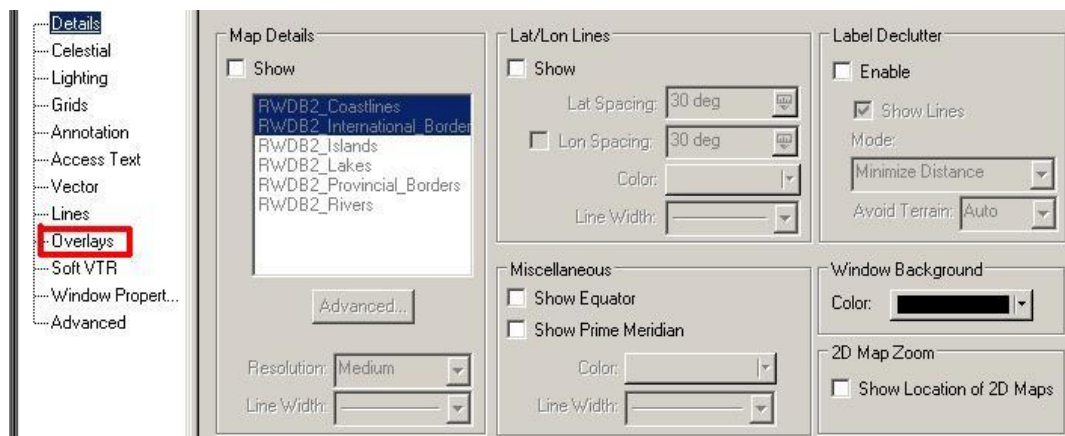 Details
Celestial
Lighting
Grids
Annotation
Access Text
Vector
Lines
Overlays
Soft VTR
Window Propert...
Advanced
Map Details
Show
RWDB2_Coastlines
RWDB2_International_Border
RWDB2_Islands
RWDB2_Lakes
RWDB2_Provincial_Borders
RWDB2_Rivers
Advanced...
Resolution: Medium
Line Width:
Lat/Lon Lines
Show
Lat Spacing: 30 deg
Lon Spacing: 30 deg
Color:
Line Width:
Miscellaneous
Show Equator
Show Prime Meridian
Color:
Line Width:
Label Declutter
Enable
Show Lines
Mode:
Minimize Distance
Avoid Terrain: Auto
Window Background
Color:
2D Map Zoom
Show Location of 2D Maps